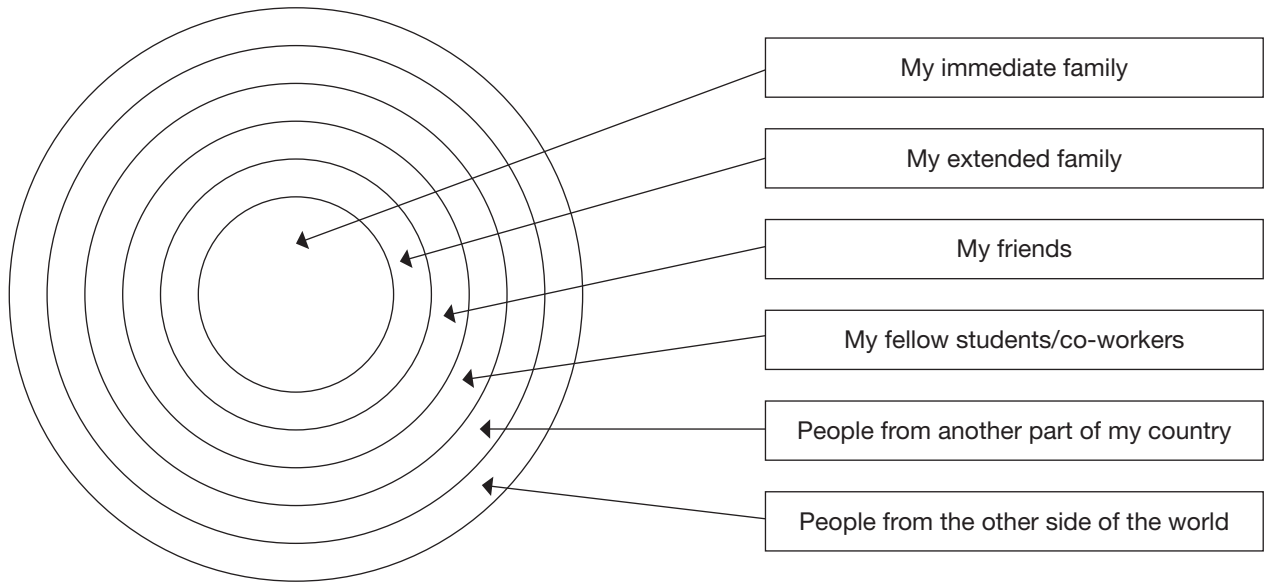 My immediate family
My extended family
My friends
My fellow students/co-workers
People from another part of my country
People from the other side of the world